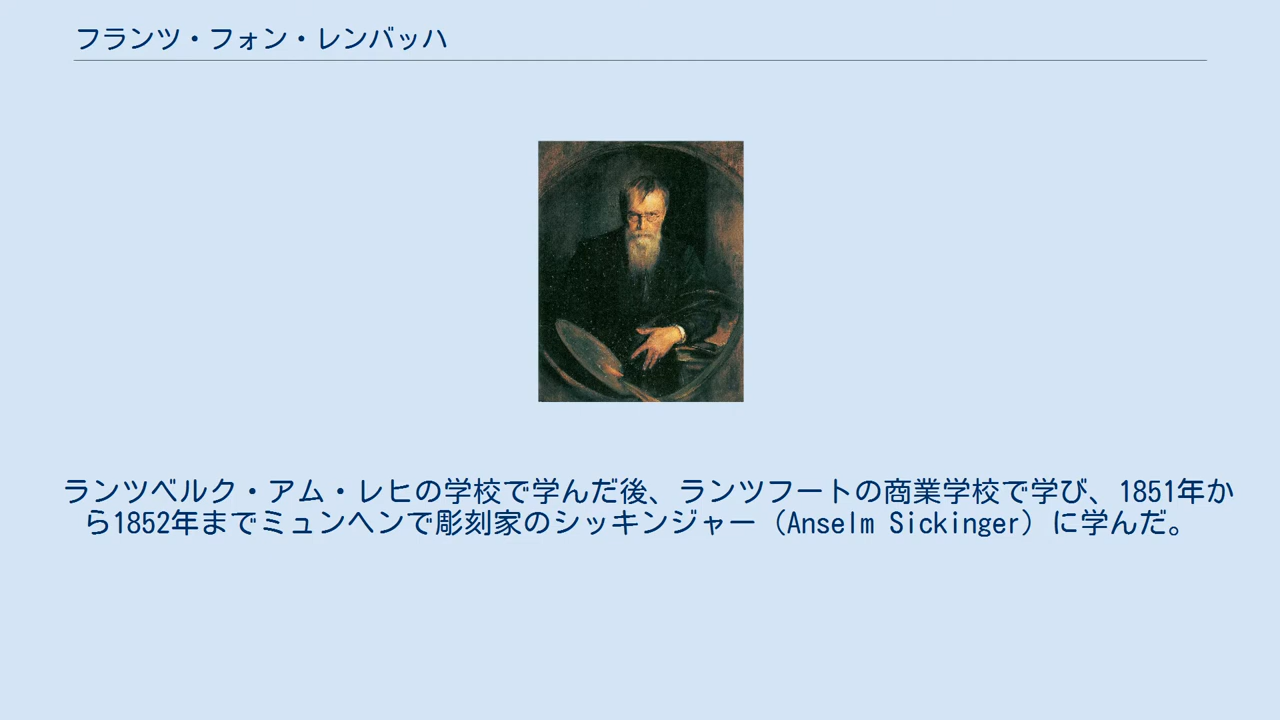 フランツ・フォン・レンバッハ
ランツベルク・アム・レヒの学校で学んだ後、ランツフートの商業学校で学び、1851年か
ら1852年までミュンヘンで彫刻家のシッキンジャー（Anselm Sickinger）に学んだ。